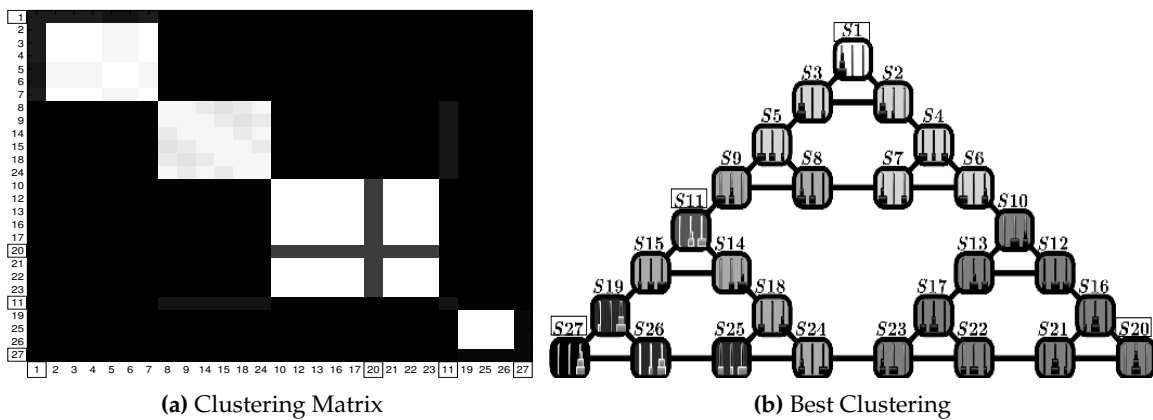 1
2
3
4
5
6
7
8
9
14
15
18
24
10
12
13
16
17
20
21
22
23
11
19
25
26
27
1 2 3 4 5 6 7 8 9 14 15 18 24 10 12 13 16 17 20 21 22 23 11 19 25 26 27
(a) Clustering Matrix
S1
S3 S2
S5 S4
S9 S8 S7 S6
S11 S10
S15 S14 S13 S12
S19 S18 S17 S16
S27 S26 S25 S24 S23 S22 S21 S20
(b) Best Clustering